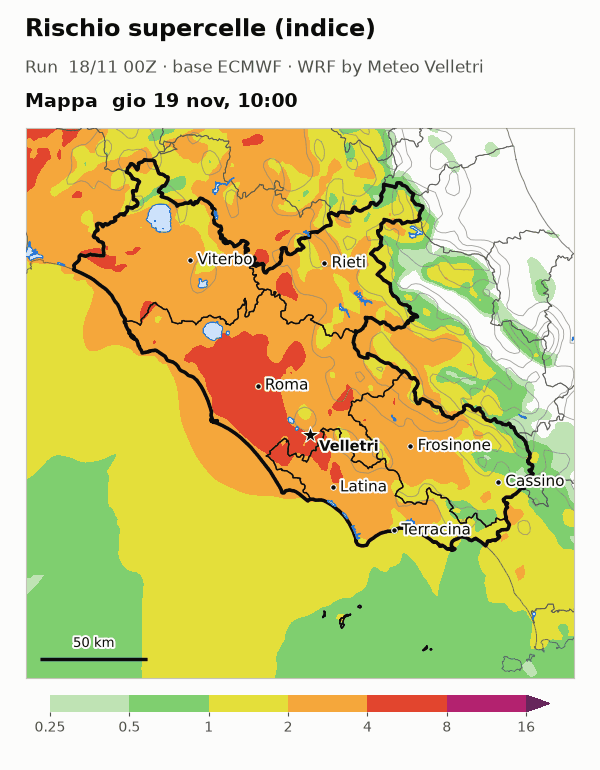 Rischio supercelle (indice)
Run  18/11 00Z · base ECMWF · WRF by Meteo Velletri
Mappa  gio 19 nov, 10:00
Viterbo
Rieti
Roma
Velletri
Frosinone
Latina
Cassino
Terracina
50 km
0.25 0.5 1 2 4 8 16